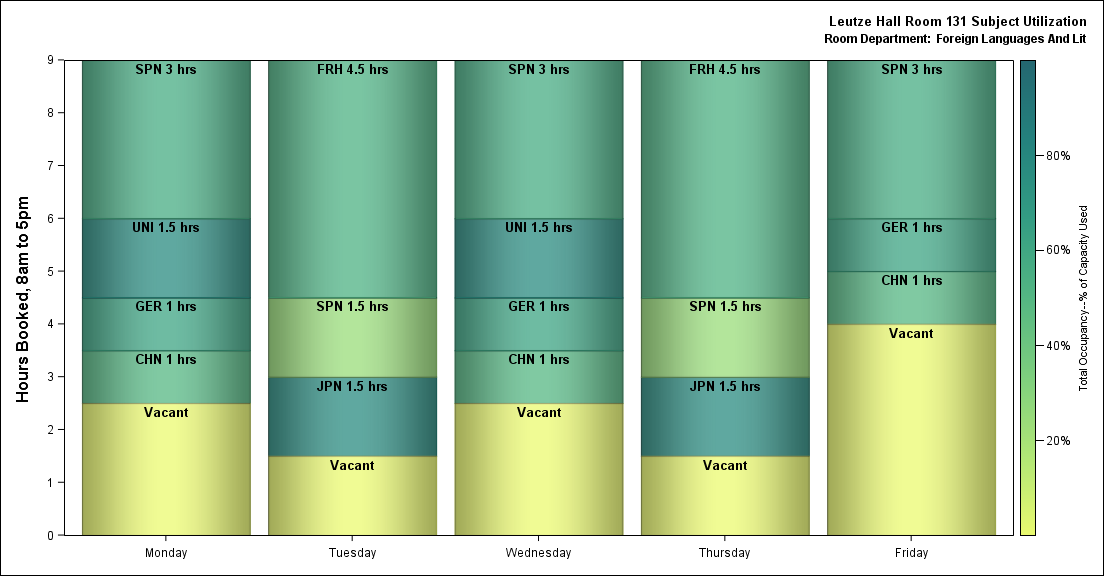 Leutze Hall Room 131 Subject Utilization
Room Department: Foreign Languages And Lit
Hours Booked, 8am to 5pm
9
8
7
6
5
4
3
2
1
0
SPN 3 hrs
UNI 1.5 hrs
GER 1 hrs
CHN 1 hrs
Vacant
Monday
FRH 4.5 hrs
SPN 1.5 hrs
JPN 1.5 hrs
Vacant
Tuesday
SPN 3 hrs
UNI 1.5 hrs
GER 1 hrs
CHN 1 hrs
Vacant
Wednesday
FRH 4.5 hrs
SPN 1.5 hrs
JPN 1.5 hrs
Vacant
Thursday
SPN 3 hrs
GER 1 hrs
CHN 1 hrs
Vacant
Friday
80%
60%
40%
20%
Total Occupancy--% of Capacity Used